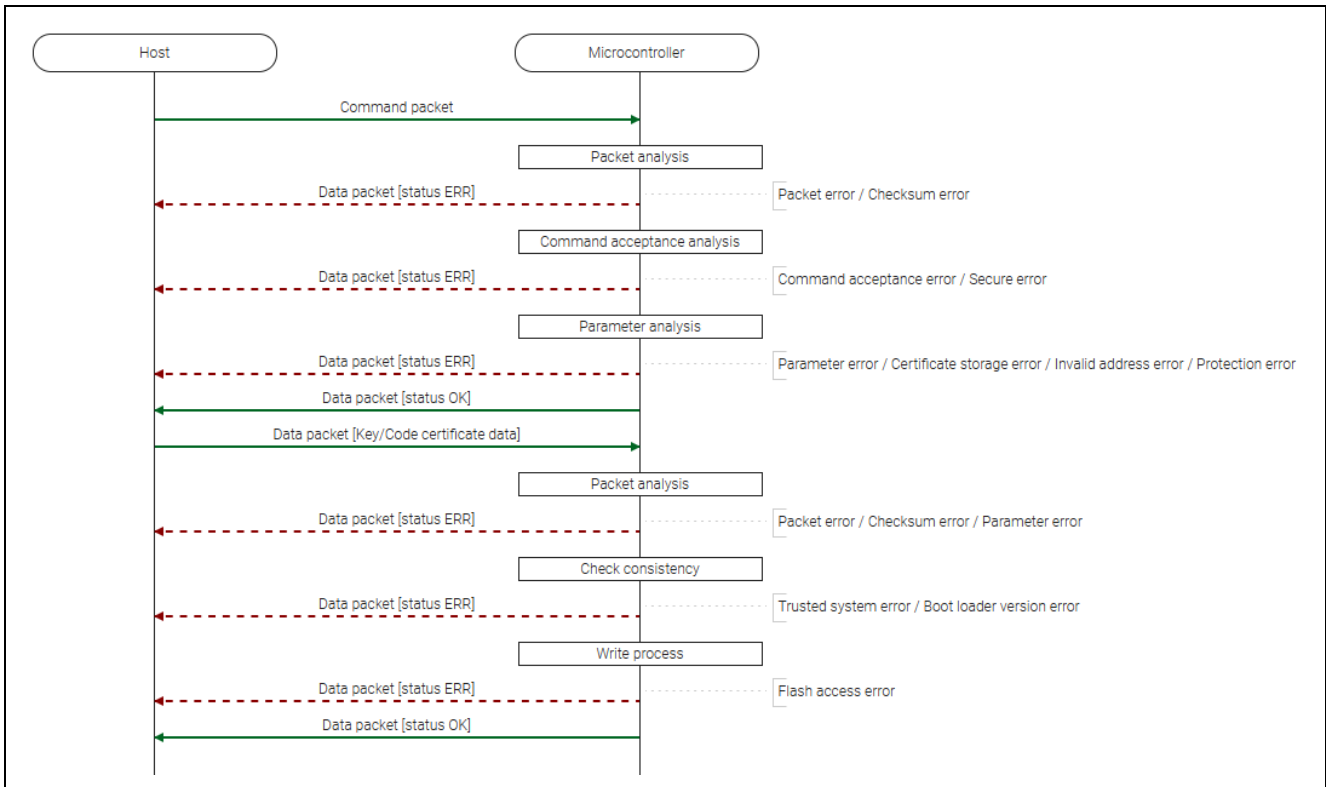 Host
Microcontroller
Command packet
Packet analysis
Data packet [status ERR]
Packet error / Checksum error
Command acceptance analysis
Data packet [status ERR]
Command acceptance error / Secure error
Parameter analysis
Data packet [status ERR]
Parameter error / Certificate storage error / Invalid address error / Protection error
Data packet [status OK]
Data packet [Key/Code certificate data]
Packet analysis
Data packet [status ERR]
Packet error / Checksum error / Parameter error
Check consistency
Data packet [status ERR]
Trusted system error / Boot loader version error
Write process
Data packet [status ERR]
Flash access error
Data packet [status OK]